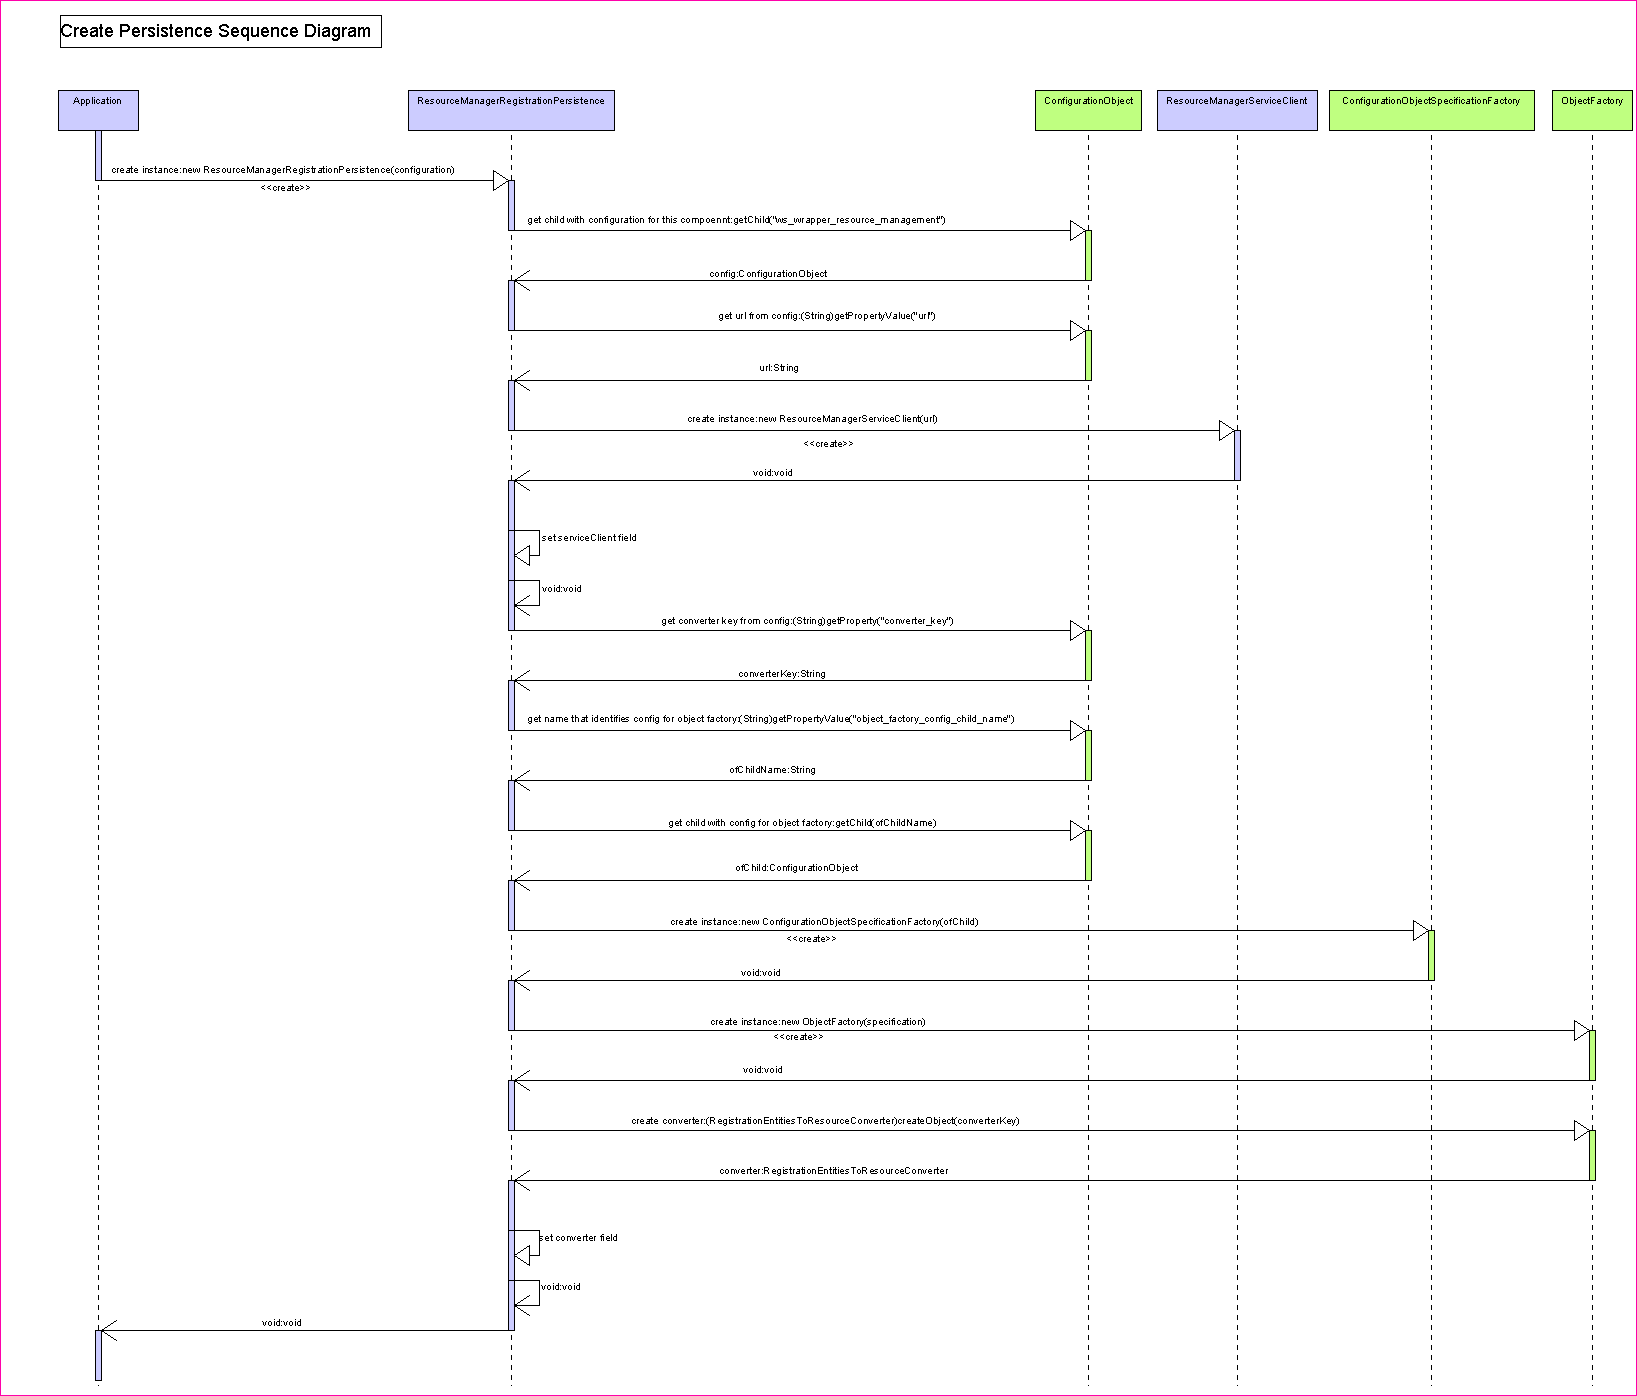 Create Persistence Sequence Diagram
Application
ResourceManagerRegistrationPersistence
ConfigurationObject
ResourceManagerServiceClient
ConfigurationObjectSpecificationFactory
ObjectFactory
create instance:new ResourceManagerRegistrationPersistence(configuration)
<<create>>
get child with configuration for this compoennt:getChild("ws_wrapper_resource_management")
config:ConfigurationObject
get url from config:(String)getPropertyValue("url")
url:String
create instance:new ResourceManagerServiceClient(url)
<<create>>
void:void
set serviceClient field
void:void
get converter key from config:(String)getProperty("converter_key")
converterKey:String
get name that identifies config for object factory:(String)getPropertyValue("object_factory_config_child_name")
ofChildName:String
get child with config for object factory:getChild(ofChildName)
ofChild:ConfigurationObject
create instance:new ConfigurationObjectSpecificationFactory(ofChild)
<<create>>
void:void
create instance:new ObjectFactory(specification)
<<create>>
void:void
create converter:(RegistrationEntitiesToResourceConverter)createObject(converterKey)
converter:RegistrationEntitiesToResourceConverter
set converter field
void:void
void:void